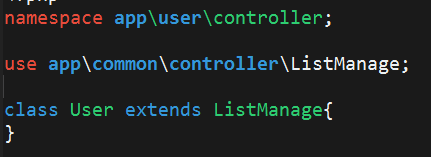 namespace app\user\controller;
use app\common\controller\ListManage;
class User extends ListManage{
}